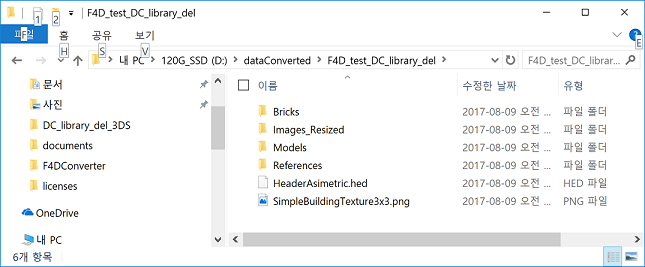 1 2 F4D_test_DC_library_del
파일 홈 공유 보기
F H S V E
내 PC > 120G_SSD (D:) > dataConverted > F4D_test_DC_library_del
F4D_test_DC_library...
이름 수정한 날짜 유형
문서
사진
DC_library_del_3DS
documents
F4DConverter
licenses
OneDrive
내 PC
Bricks 2017-08-09 오전 ... 파일 폴더
Images_Resized 2017-08-09 오전 ... 파일 폴더
Models 2017-08-09 오전 ... 파일 폴더
References 2017-08-09 오전 ... 파일 폴더
HeaderAsimetric.hed 2017-08-09 오전 ... HED 파일
SimpleBuildingTexture3x3.png 2017-08-09 오전 ... PNG 파일
6개 항목